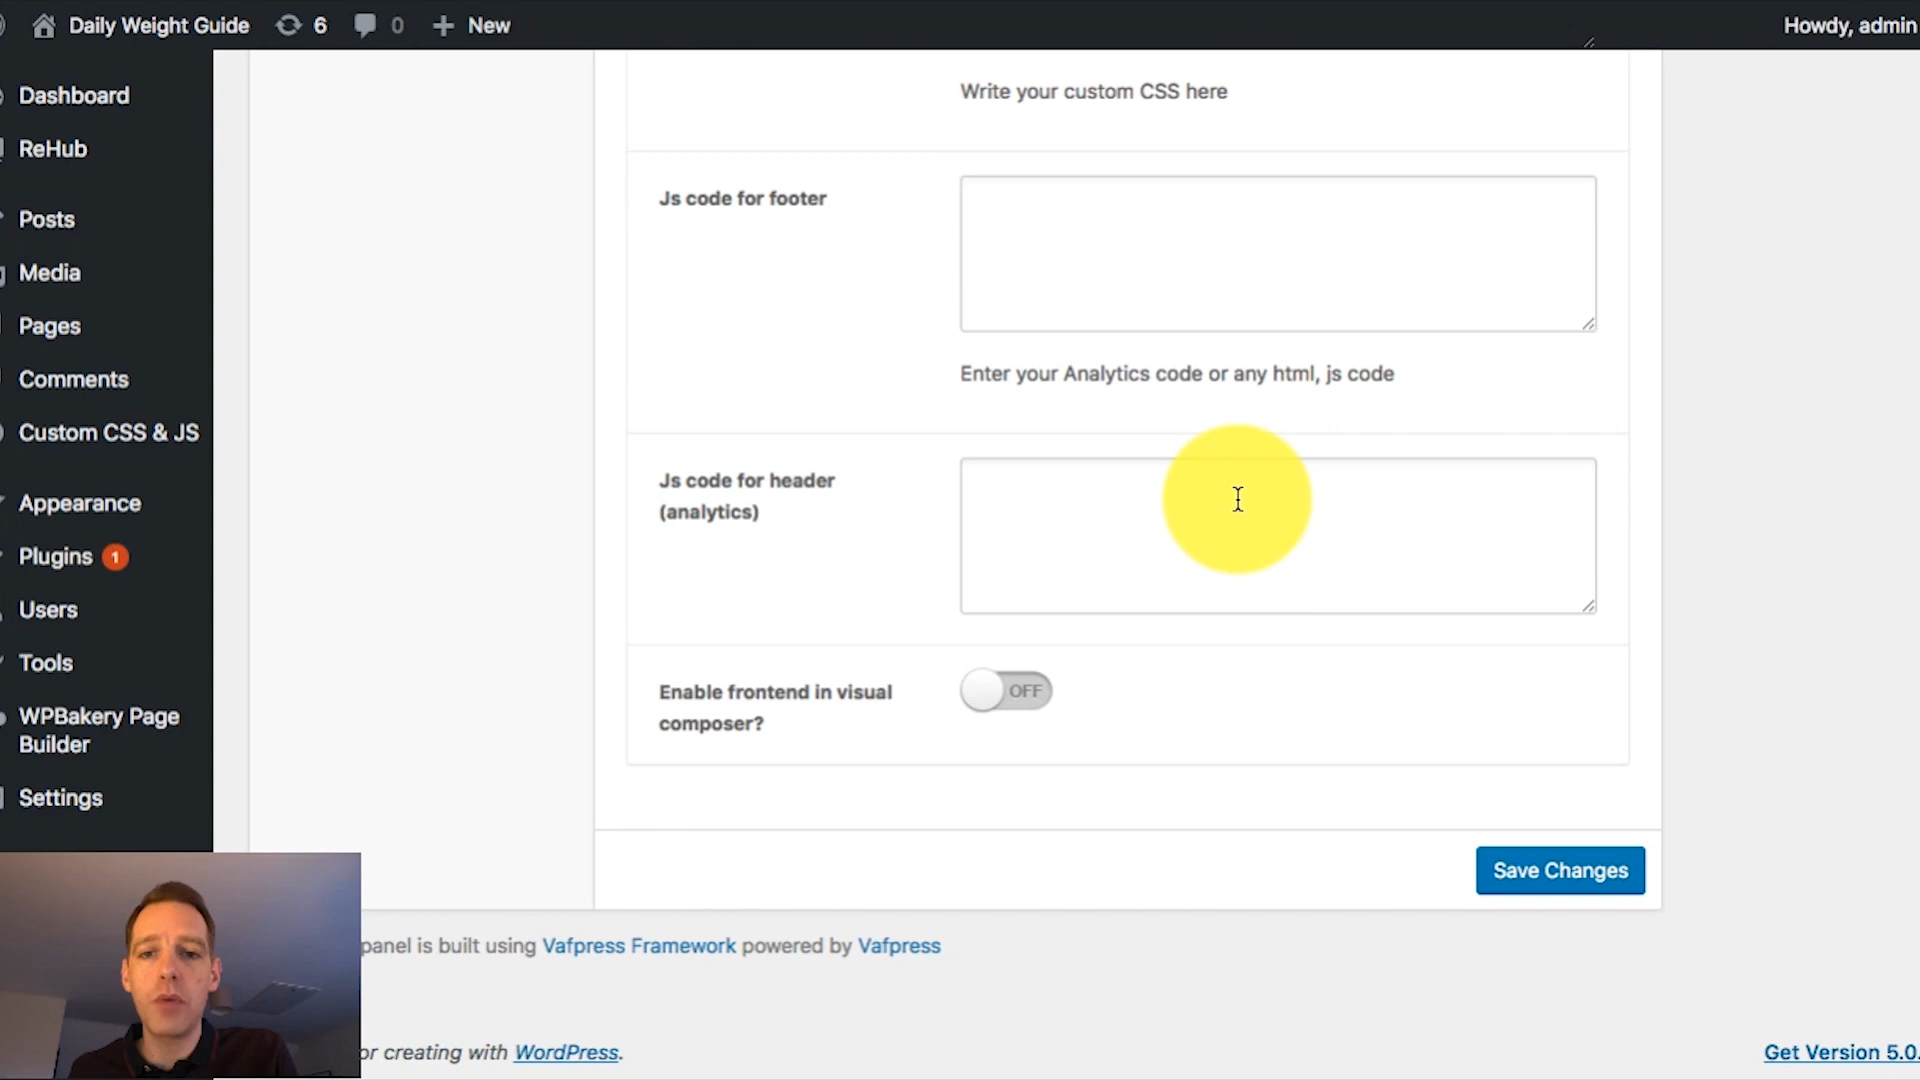 Daily Weight Guide 6 0 + New Howdy, admin
Dashboard
ReHub
Posts
Media
Pages
Comments
Custom CSS & JS
Appearance
Plugins 1
Users
Tools
WPBakery Page
Builder
Settings
Write your custom CSS here
Js code for footer
Enter your Analytics code or any html, js code
Js code for header
(analytics)
Enable frontend in visual
composer?
OFF
Save Changes
panel is built using Vafpress Framework powered by Vafpress
or creating with WordPress.
Get Version 5.0.